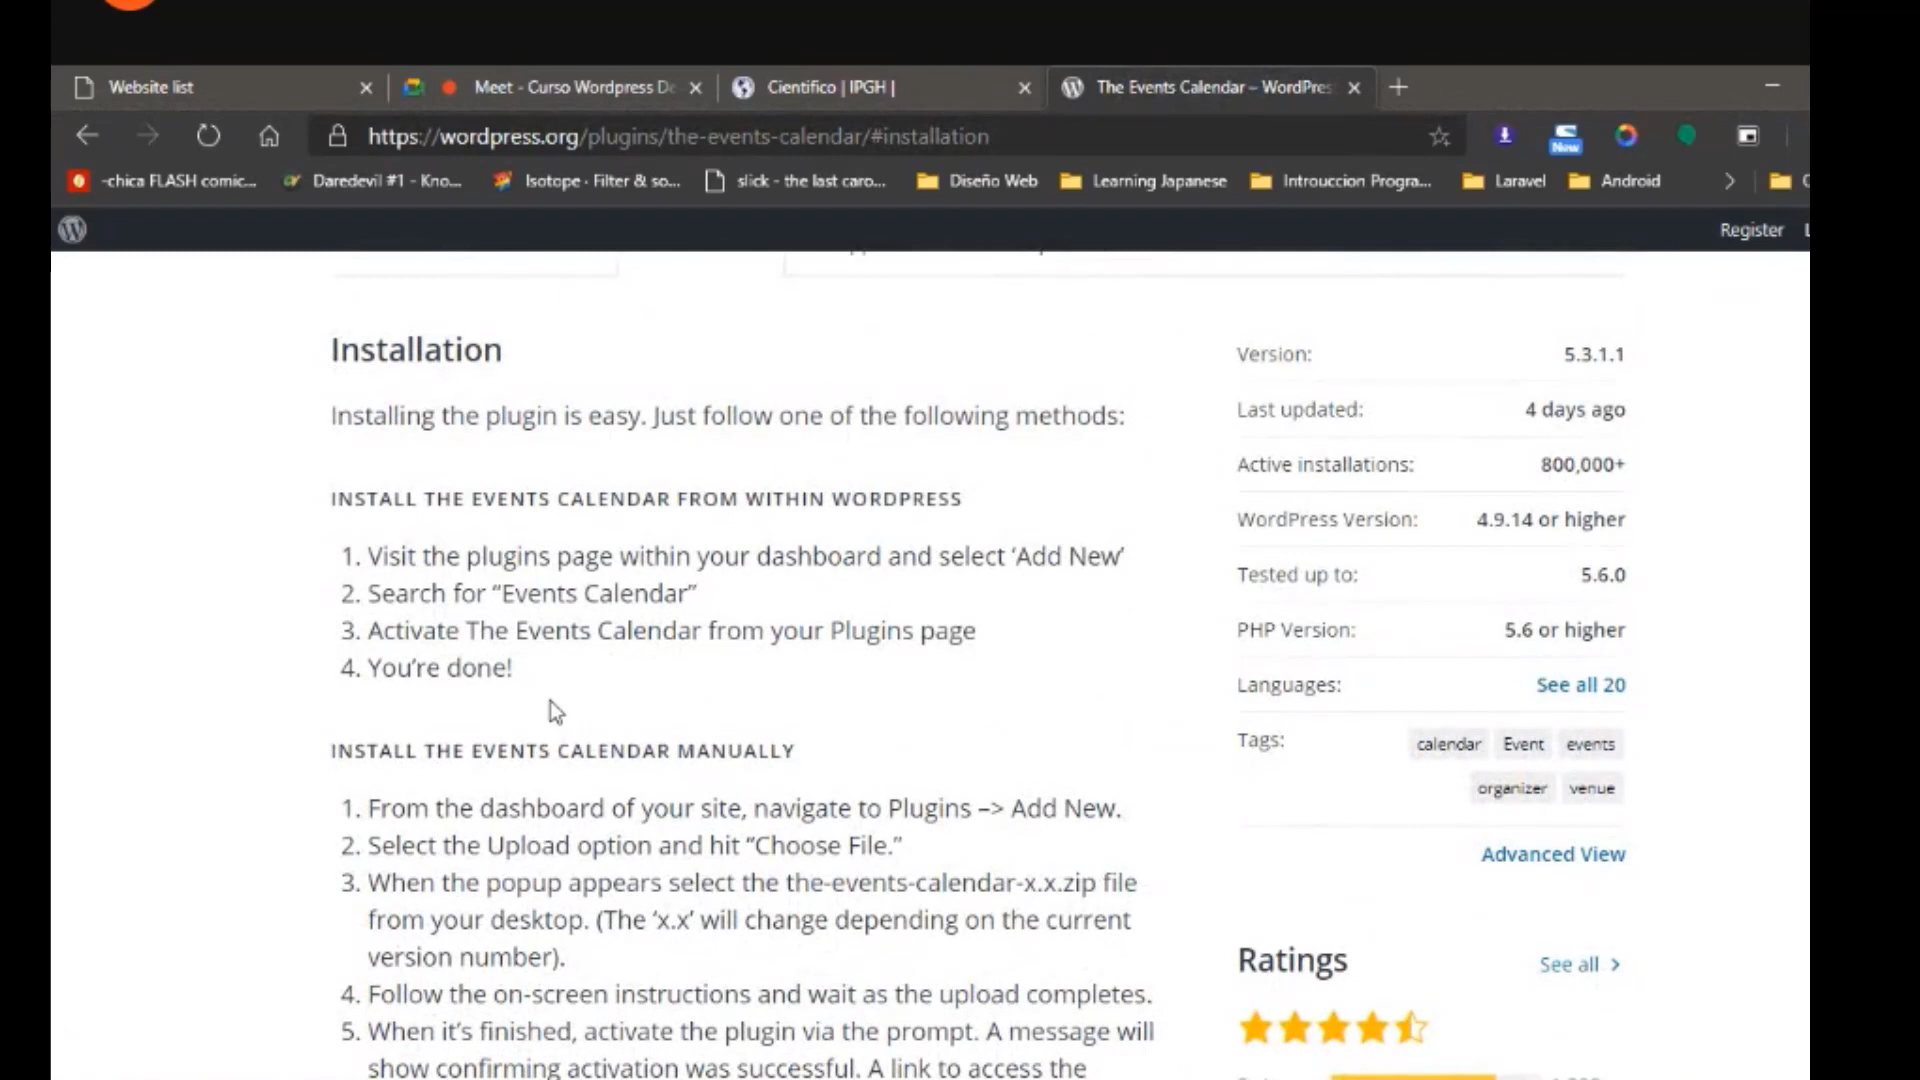 Website list
Meet - Curso Wordpress De
Científico | IPGH |
The Events Calendar – WordPres
https://wordpress.org/plugins/the-events-calendar/#installation
New
-chica FLASH comic...
Daredevil #1 - Kno...
Isotope · Filter & so...
slick - the last caro...
Diseño Web
Learning Japanese
Introuccion Progra...
Laravel
Android
Register
Installation
Installing the plugin is easy. Just follow one of the following methods:
INSTALL THE EVENTS CALENDAR FROM WITHIN WORDPRESS
1. Visit the plugins page within your dashboard and select ‘Add New’
2. Search for “Events Calendar”
3. Activate The Events Calendar from your Plugins page
4. You’re done!
INSTALL THE EVENTS CALENDAR MANUALLY
1. From the dashboard of your site, navigate to Plugins –> Add New.
2. Select the Upload option and hit “Choose File.”
3. When the popup appears select the the-events-calendar-x.x.zip file
from your desktop. (The ‘x.x’ will change depending on the current
version number).
4. Follow the on-screen instructions and wait as the upload completes.
5. When it’s finished, activate the plugin via the prompt. A message will
show confirming activation was successful. A link to access the
Version: 5.3.1.1
Last updated: 4 days ago
Active installations: 800,000+
WordPress Version: 4.9.14 or higher
Tested up to: 5.6.0
PHP Version: 5.6 or higher
Languages: See all 20
Tags: calendar Event events
organizer venue
Advanced View
Ratings See all